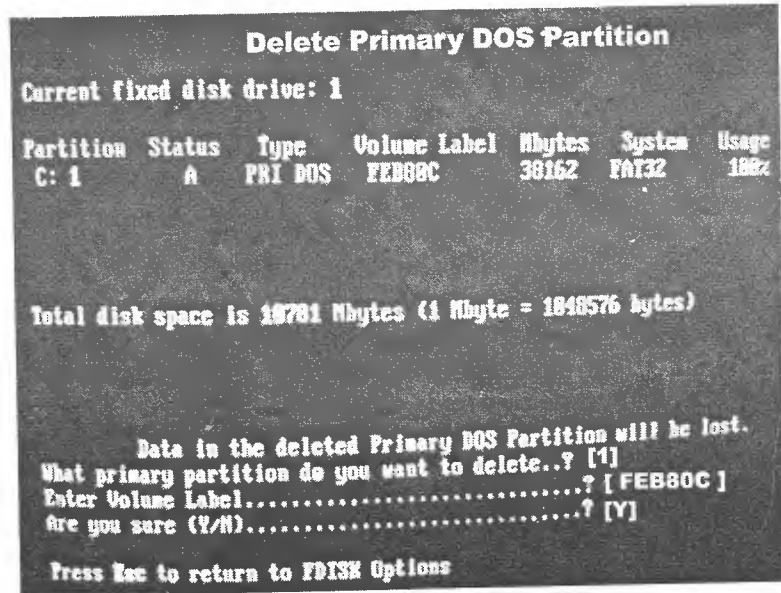 Delete Primary DOS Partition
Current fixed disk drive: 1
Partition Status Type Volume Label Mbytes System Usage
C: 1 A PRI DOS FEB80C 38162 FAT32 100%
Total disk space is 10781 Mbytes (1 Mbyte = 1048576 bytes)
Data in the deleted Primary DOS Partition will be lost.
What primary partition do you want to delete..? [1]
Enter Volume Label..............................? [ FEB80C ]
Are you sure (Y/N)..............................? [Y]
Press Esc to return to FDISK Options